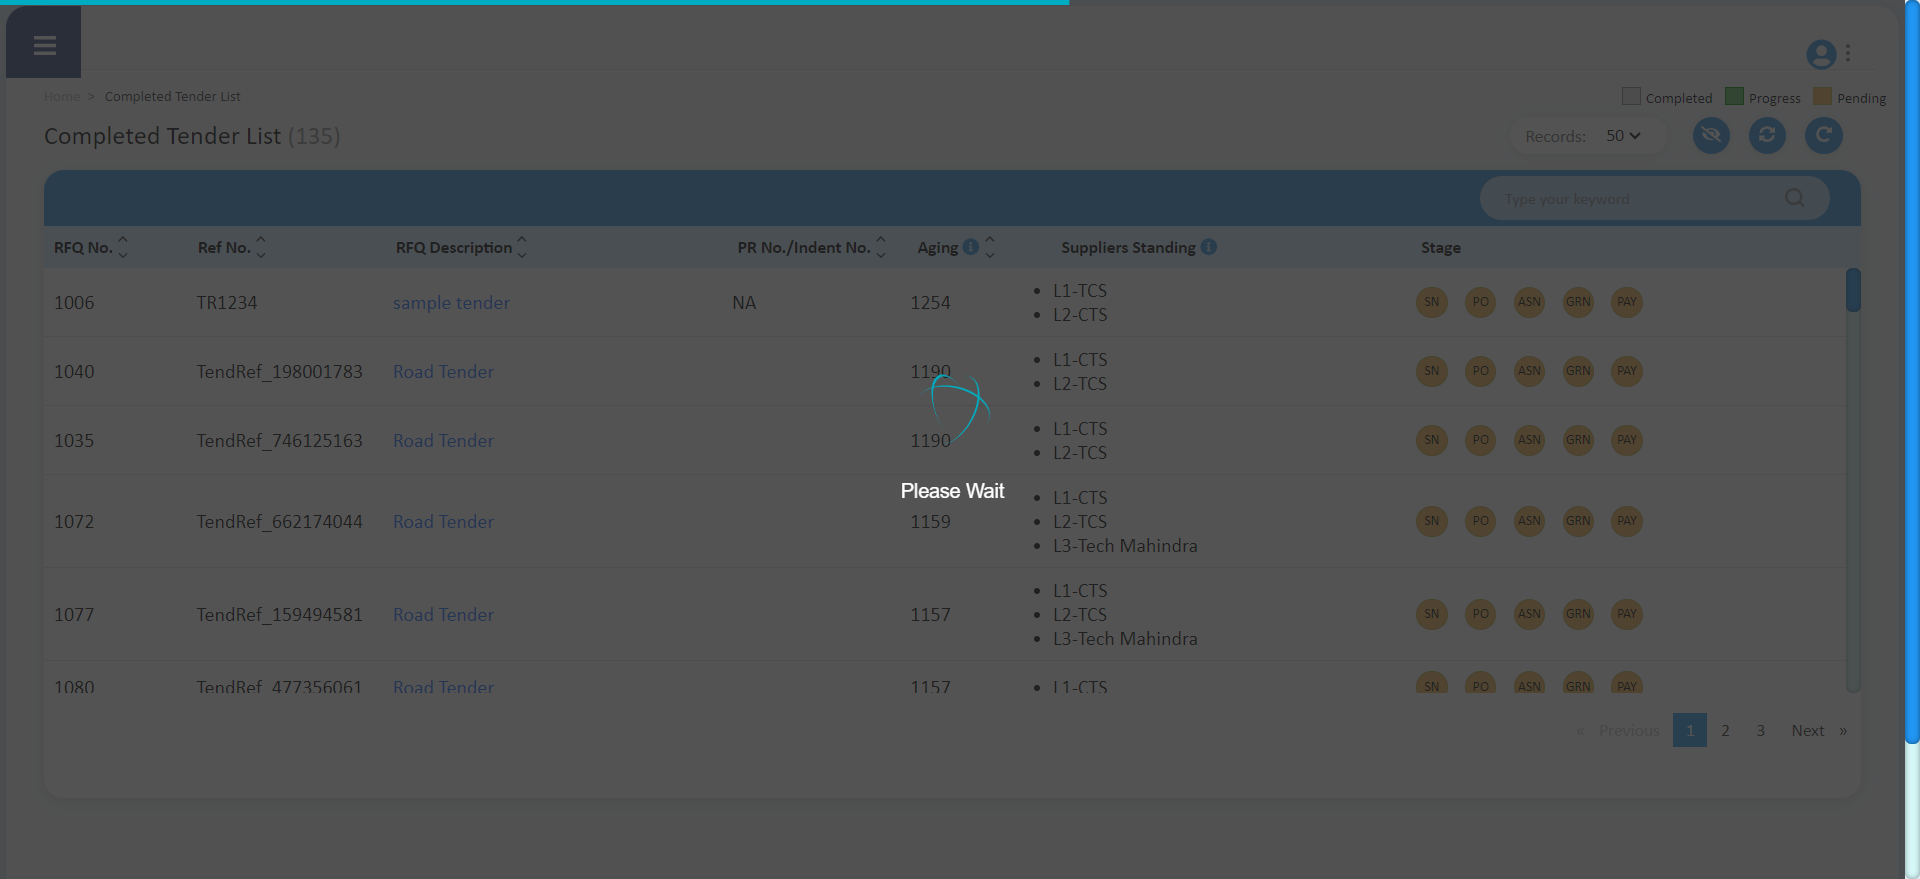 Home > Completed Tender List
Completed Progress Pending
Completed Tender List (135)
Records: 50
Type your keyword
RFQ No. Ref No. RFQ Description PR No./Indent No. Aging Suppliers Standing Stage
1006 TR1234 sample tender NA 1254 L1-TCS SN PO ASN GRN PAY
L2-CTS
1040 TendRef_198001783 Road Tender 1190 L1-CTS SN PO ASN GRN PAY
L2-TCS
1035 TendRef_746125163 Road Tender 1190 L1-CTS SN PO ASN GRN PAY
L2-TCS
Please Wait
1072 TendRef_662174044 Road Tender 1159 L1-CTS SN PO ASN GRN PAY
L2-TCS
L3-Tech Mahindra
1077 TendRef_159494581 Road Tender 1157 L1-CTS SN PO ASN GRN PAY
L2-TCS
L3-Tech Mahindra
1080 TendRef_477356061 Road Tender 1157 L1-CTS SN PO ASN GRN PAY
« Previous 1 2 3 Next »